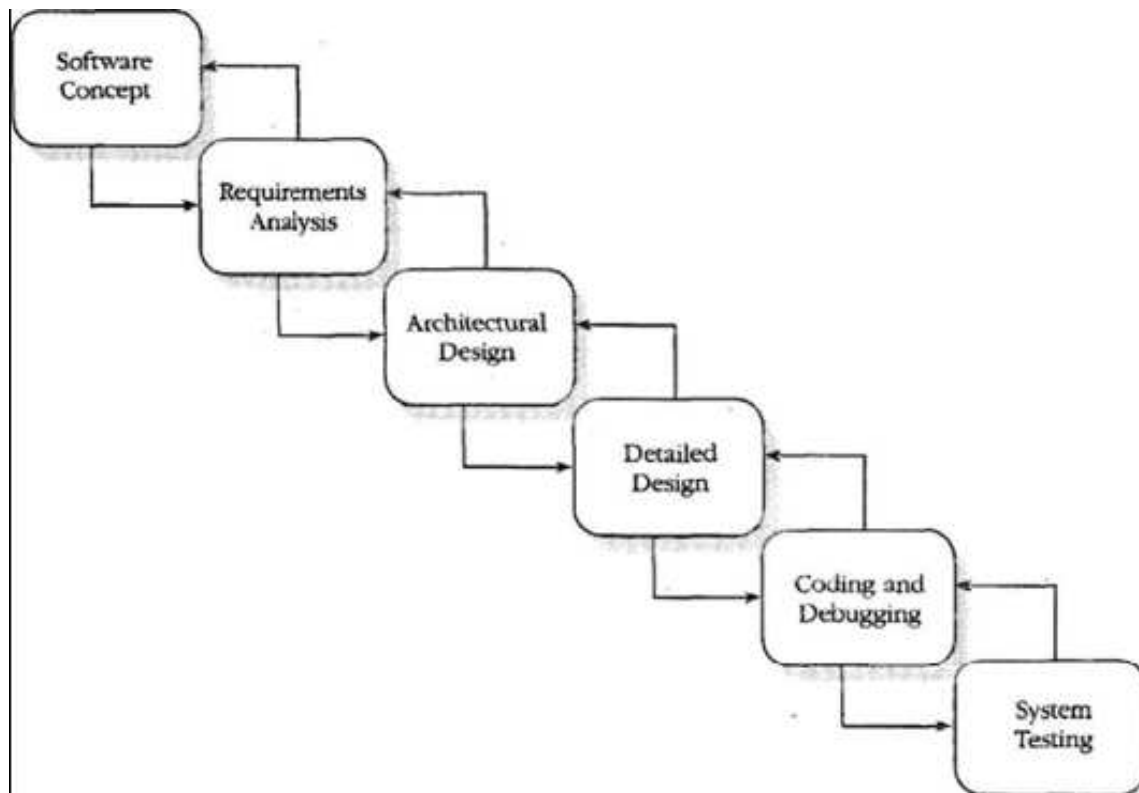 Software
Concept
Requirements
Analysis
Architectural
Design
Detailed
Design
Coding and
Debugging
System
Testing